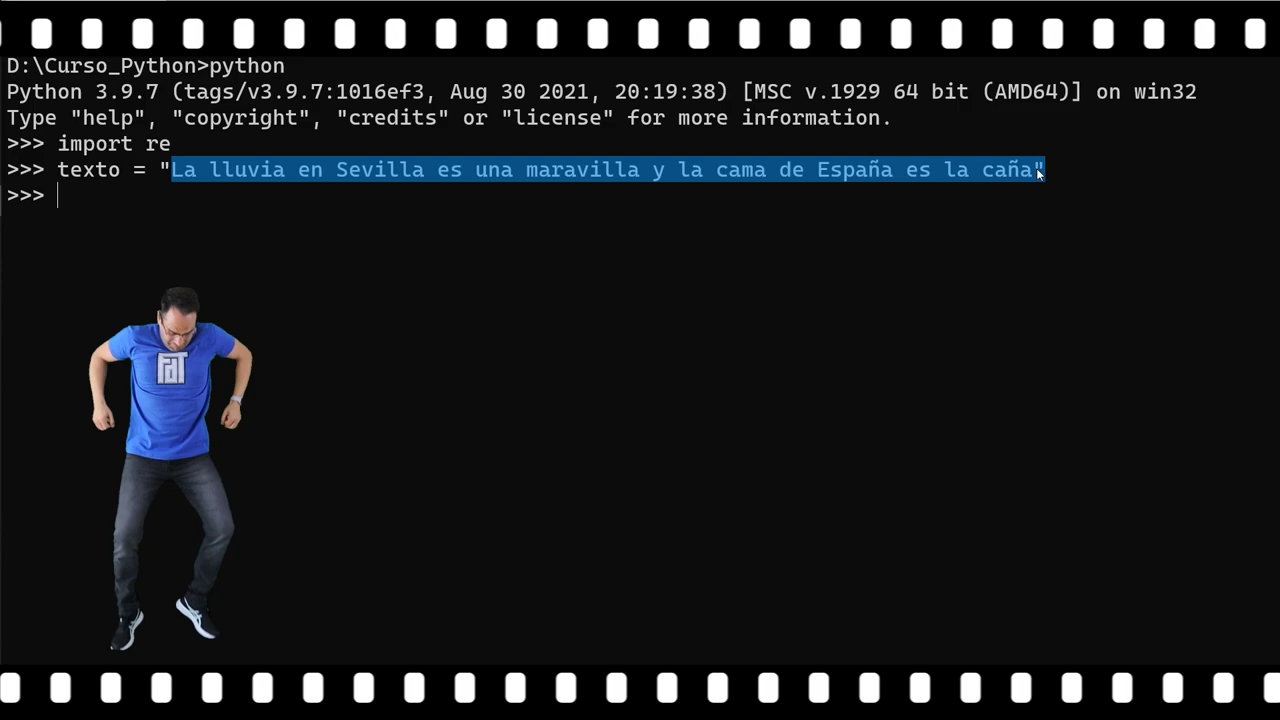 D:\Curso_Python>python
Python 3.9.7 (tags/v3.9.7:1016ef3, Aug 30 2021, 20:19:38) [MSC v.1929 64 bit (AMD64)] on win32
Type "help", "copyright", "credits" or "license" for more information.
>>> import re
>>> texto = "La lluvia en Sevilla es una maravilla y la cama de España es la caña"
>>>
FdT